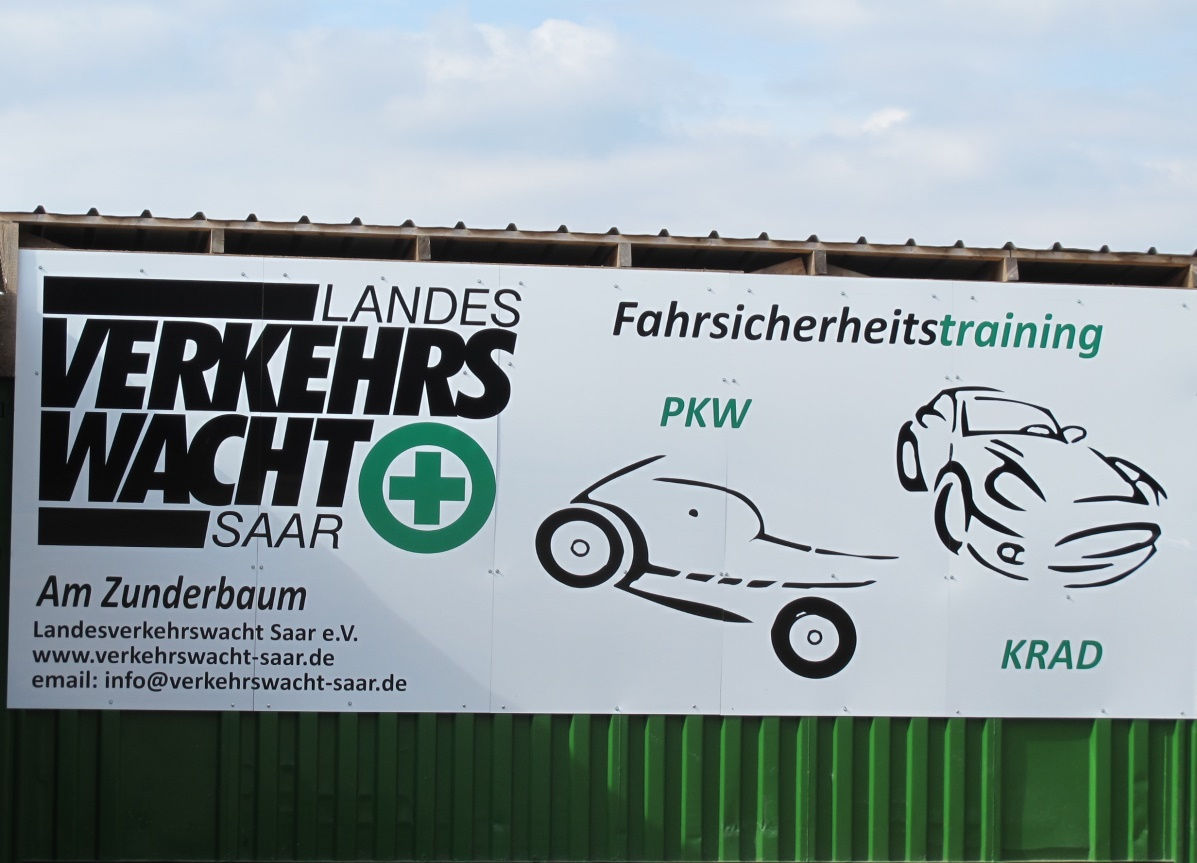 LANDES
VERKEHRS
WACHT
SAAR
Am Zunderbaum
Landesverkehrswacht Saar e.V.
www.verkehrswacht-saar.de
email: info@verkehrswacht-saar.de
Fahrsicherheitstraining
PKW
KRAD